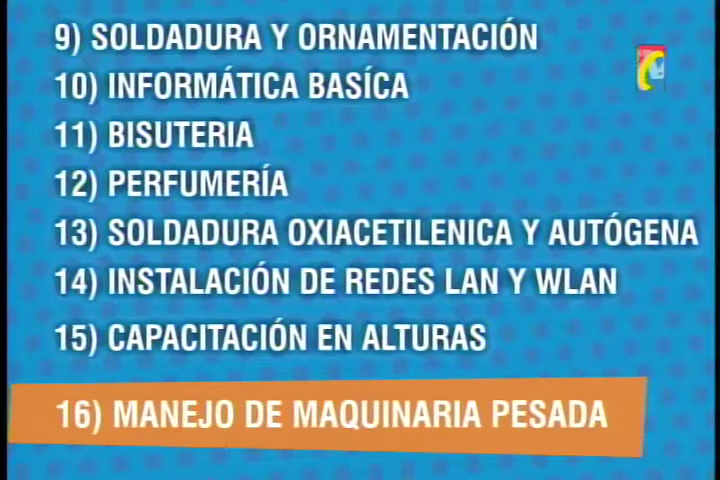 9) SOLDADURA Y ORNAMENTACIÓN
10) INFORMÁTICA BASÍCA
11) BISUTERIA
12) PERFUMERÍA
13) SOLDADURA OXIACETILENICA Y AUTÓGENA
14) INSTALACIÓN DE REDES LAN Y WLAN
15) CAPACITACIÓN EN ALTURAS
16) MANEJO DE MAQUINARIA PESADA